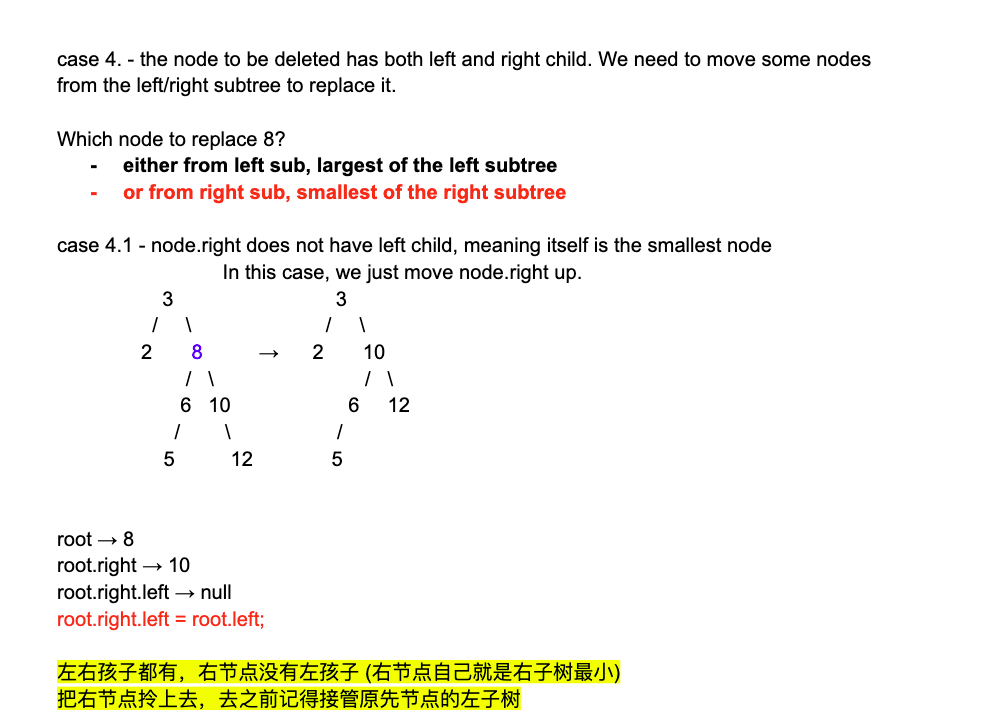 case 4. - the node to be deleted has both left and right child. We need to move some nodes
from the left/right subtree to replace it.
Which node to replace 8?
- either from left sub, largest of the left subtree
- or from right sub, smallest of the right subtree
case 4.1 - node.right does not have left child, meaning itself is the smallest node
In this case, we just move node.right up.
3 3
/ \ / \
2 8 → 2 10
/ \ / \
6 10 6 12
/ \ /
5 12 5
root → 8
root.right → 10
root.right.left → null
root.right.left = root.left;
左右孩子都有，右节点没有左孩子 (右节点自己就是右子树最小)
把右节点拎上去，去之前记得接管原先节点的左子树